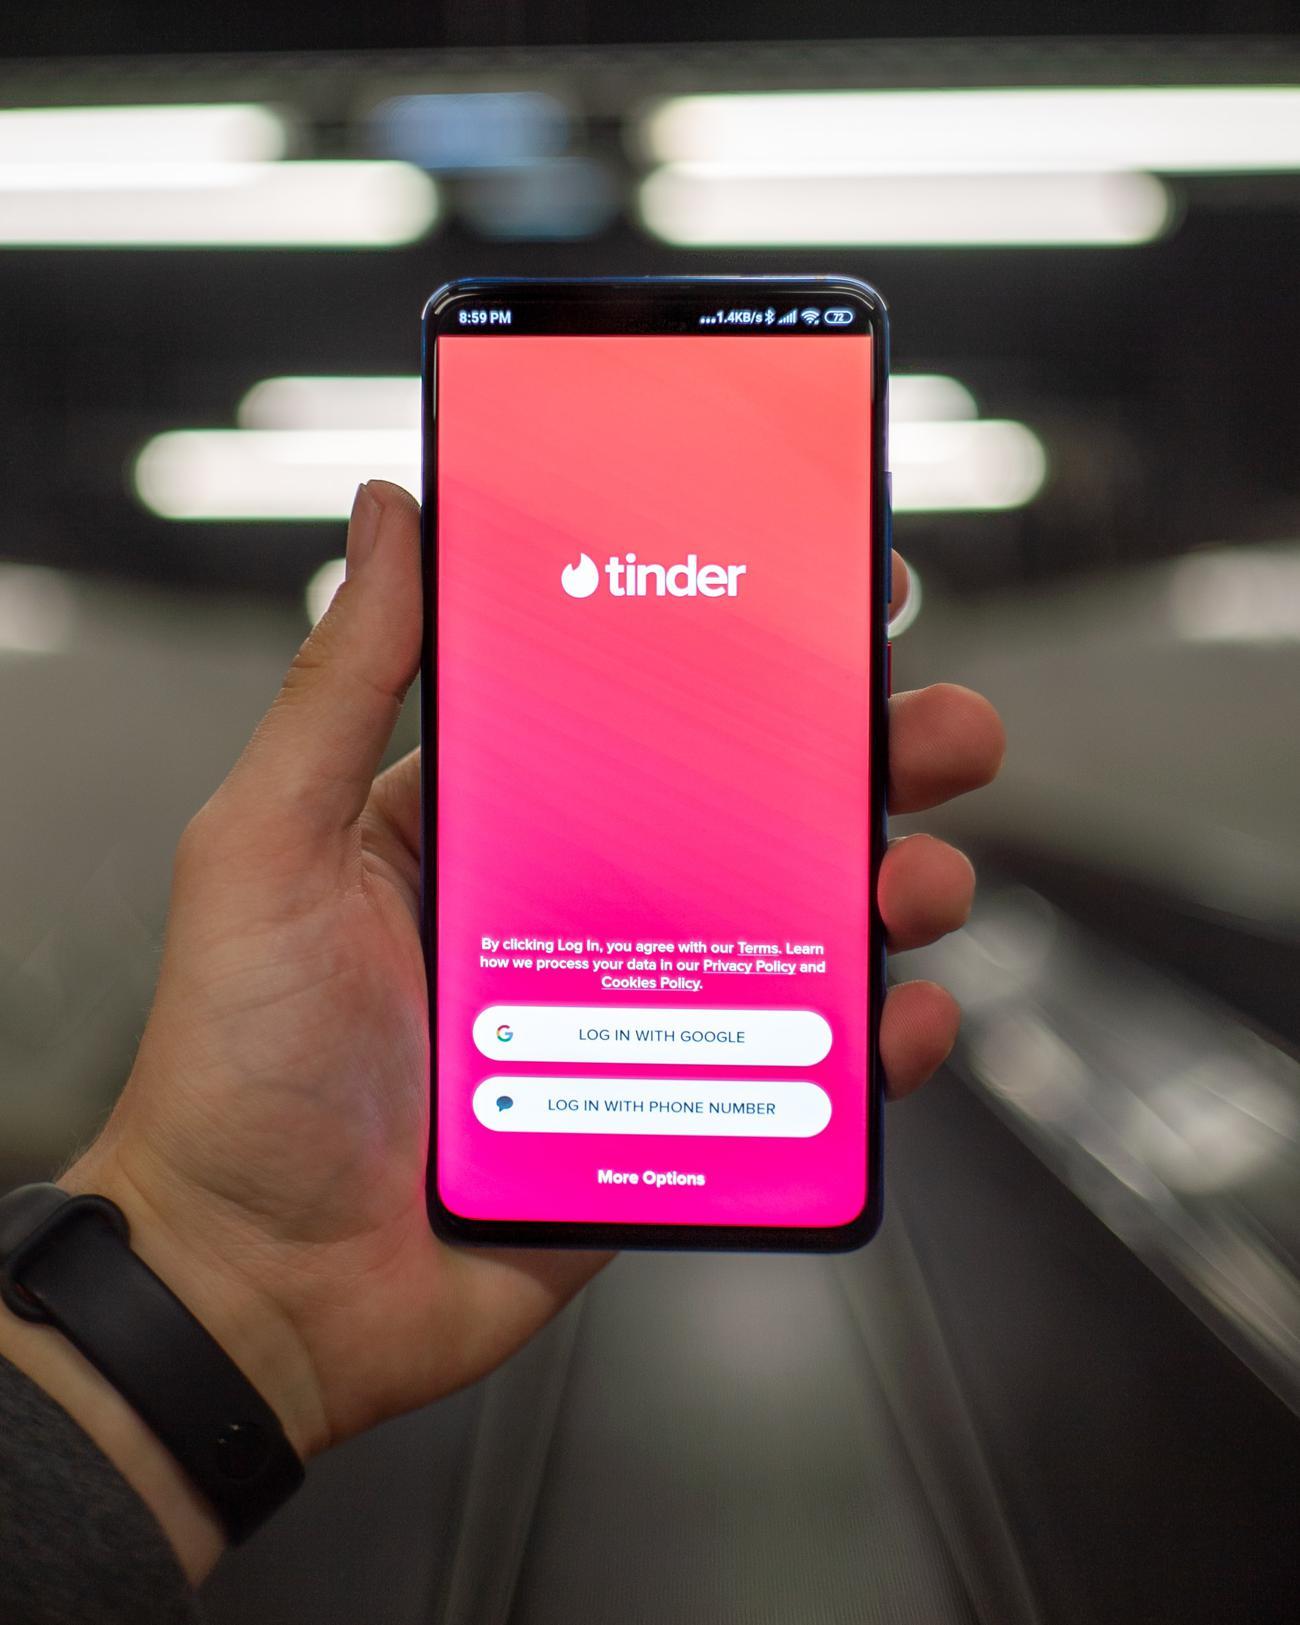 8:59 PM
...1.4KB/s 72
tinder
By clicking Log In, you agree with our Terms. Learn
how we process your data in our Privacy Policy and
Cookies Policy.
LOG IN WITH GOOGLE
LOG IN WITH PHONE NUMBER
More Options